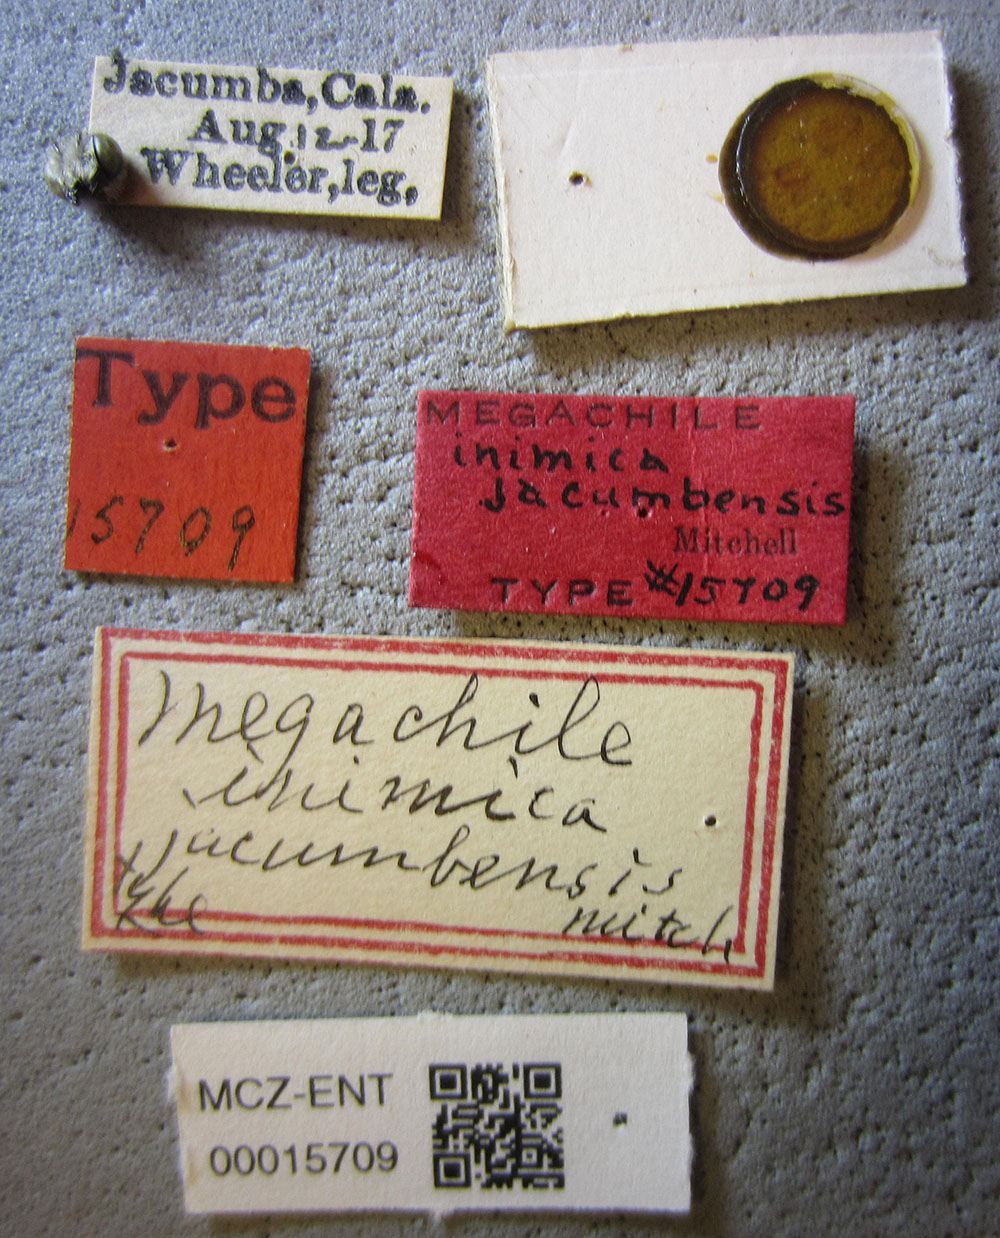 Jacumba, Cala.
Aug. 12-17
Wheeler, leg,
Type
15709
MEGACHILE
inimica
jacumbensis
Mitchell
TYPE #15709
Megachile
inimica
jacumbensis
type mitch.
MCZ-ENT
00015709